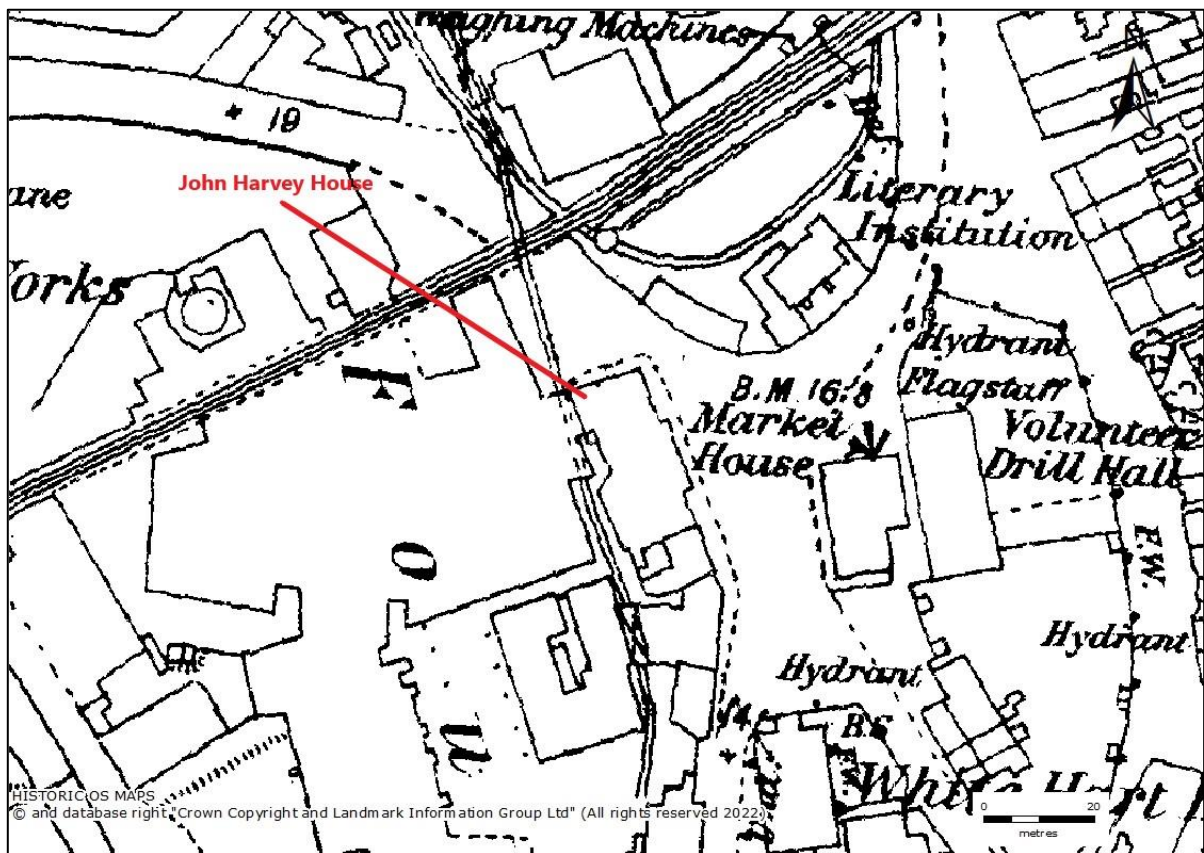 Weighing Machines
19
John Harvey House
ane
Works
Literary
Institution
Hydrant
Flagstaff
B.M 16.8
Market
House
Volunteer
Drill Hall
F
o
u
F.W.
Hydrant
Hydrant
White Hart
HISTORIC OS MAPS
© and database right "Crown Copyright and Landmark Information Group Ltd" (All rights reserved 2022)
0 20
metres